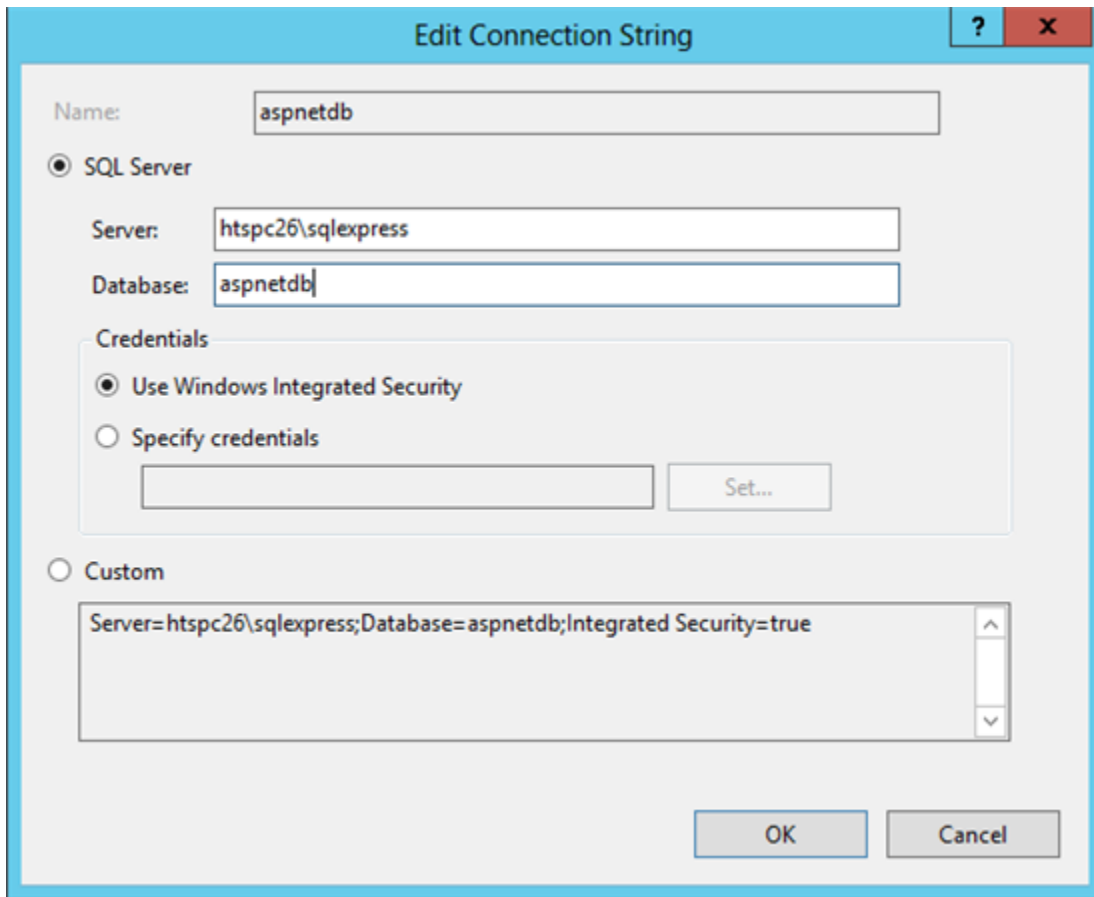 Edit Connection String
? x
Name: aspnetdb
SQL Server
Server: htspc26\sqlexpress
Database: aspnetdb
Credentials
Use Windows Integrated Security
Specify credentials
Set...
Custom
Server=htspc26\sqlexpress;Database=aspnetdb;Integrated Security=true
OK Cancel